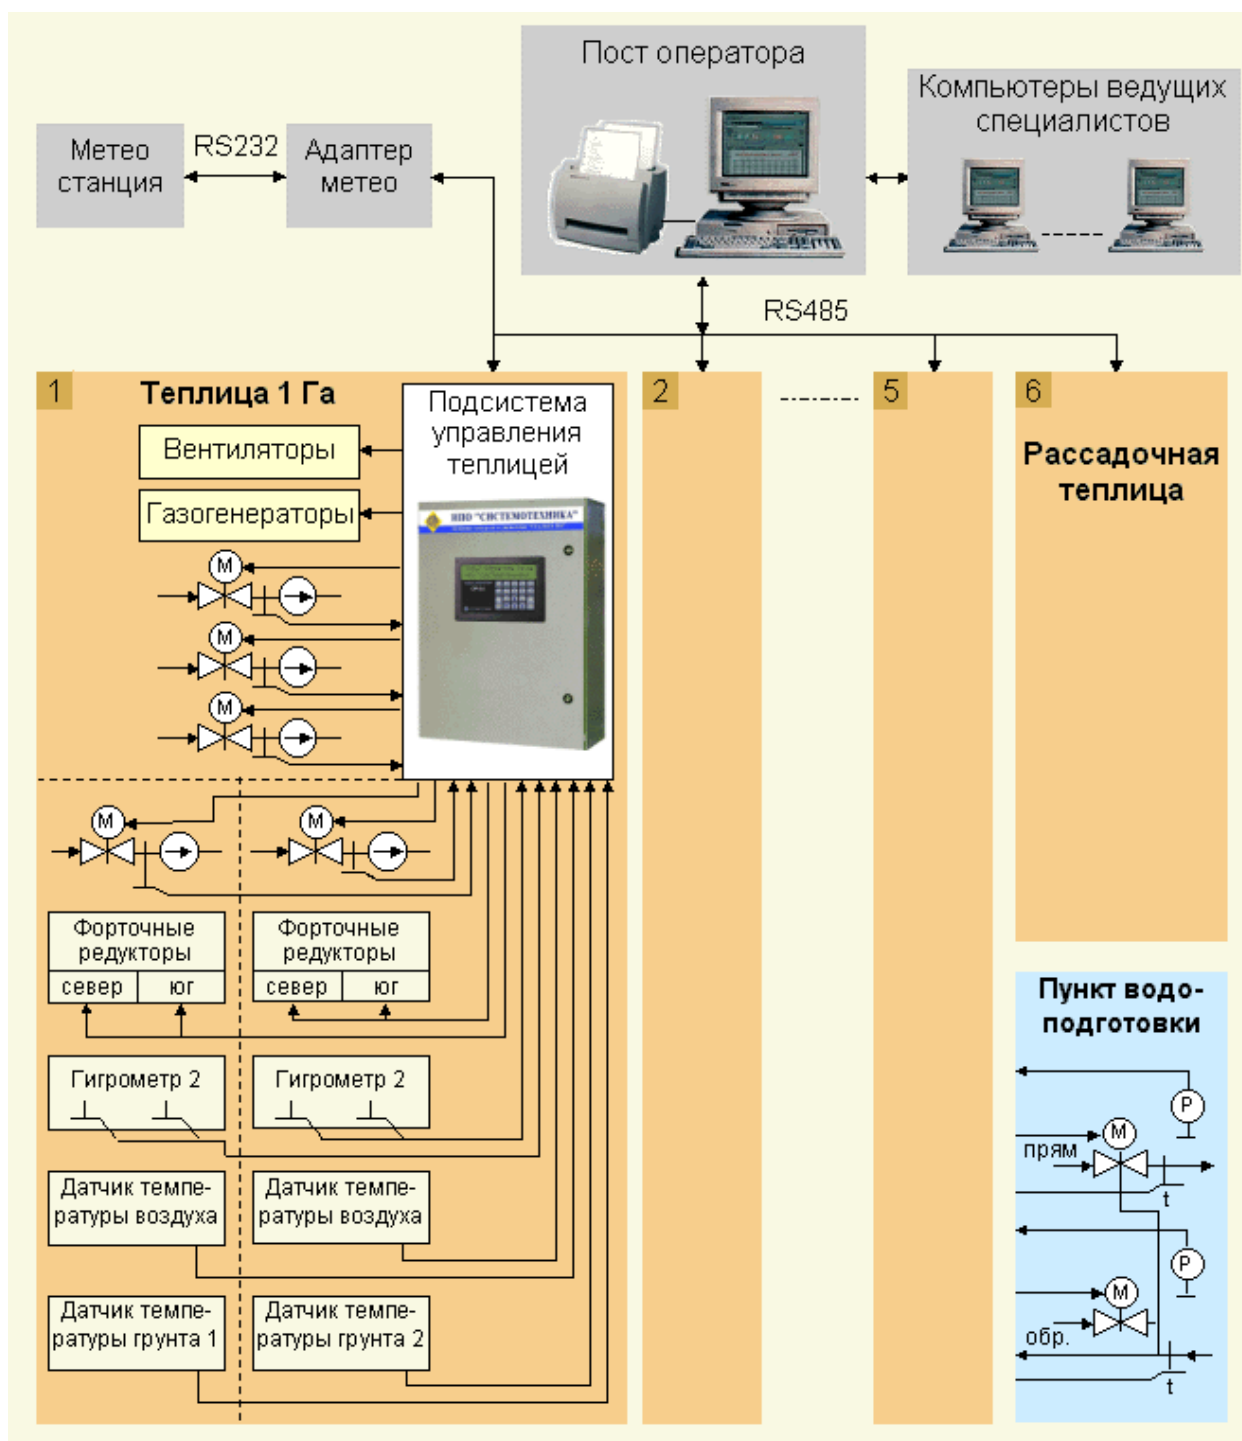 Пост оператора
Компьютеры ведущих
специалистов
Метео
станция
RS232
Адаптер
метео
RS485
1
Теплица 1 Га
2
5
6
Подсистема
управления
теплицей
Вентиляторы
Газогенераторы
НПО "СИСТЕМОТЕХНИКА"
М
М
М
Рассадочная
теплица
М
М
Форточные
редукторы
север
юг
Форточные
редукторы
север
юг
Гигрометр 2
Гигрометр 2
Датчик темпе-
ратуры воздуха
Датчик темпе-
ратуры воздуха
Датчик темпе-
ратуры грунта 1
Датчик темпе-
ратуры грунта 2
Пункт водо-
подготовки
Р
М
прям
t
Р
М
обр.
t